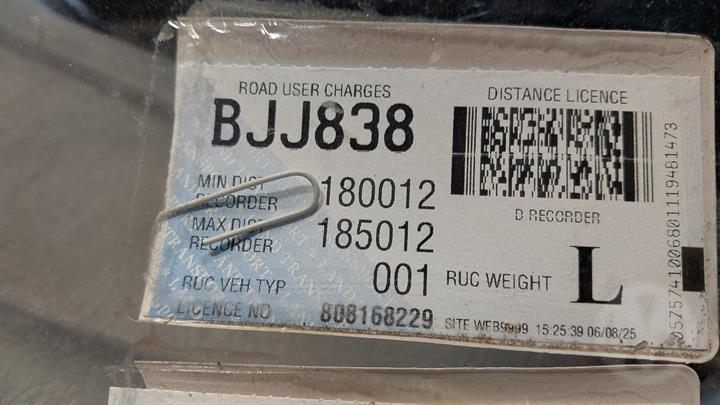 ROAD USER CHARGES
DISTANCE LICENCE
BJJ838
MIN DIST RECORDER 180012
D RECORDER
MAX DIST RECORDER 185012
RUC VEH TYP 001
RUC WEIGHT L
LICENCE NO 808168229
SITE WEB9999 15:25:39 06/08/25
05757410068011119481473